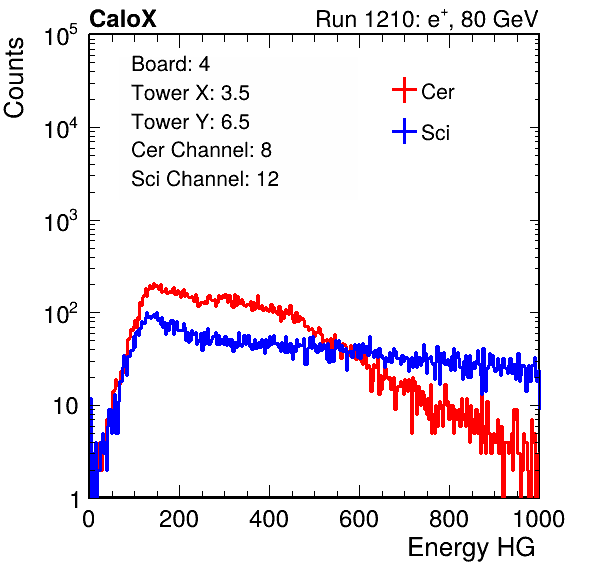 CaloX Run 1210: e⁺, 80 GeV
Counts
Board: 4
Tower X: 3.5
Tower Y: 6.5
Cer Channel: 8
Sci Channel: 12
Cer
Sci
10⁵
10⁴
10³
10²
10
1
0 200 400 600 800 1000
Energy HG